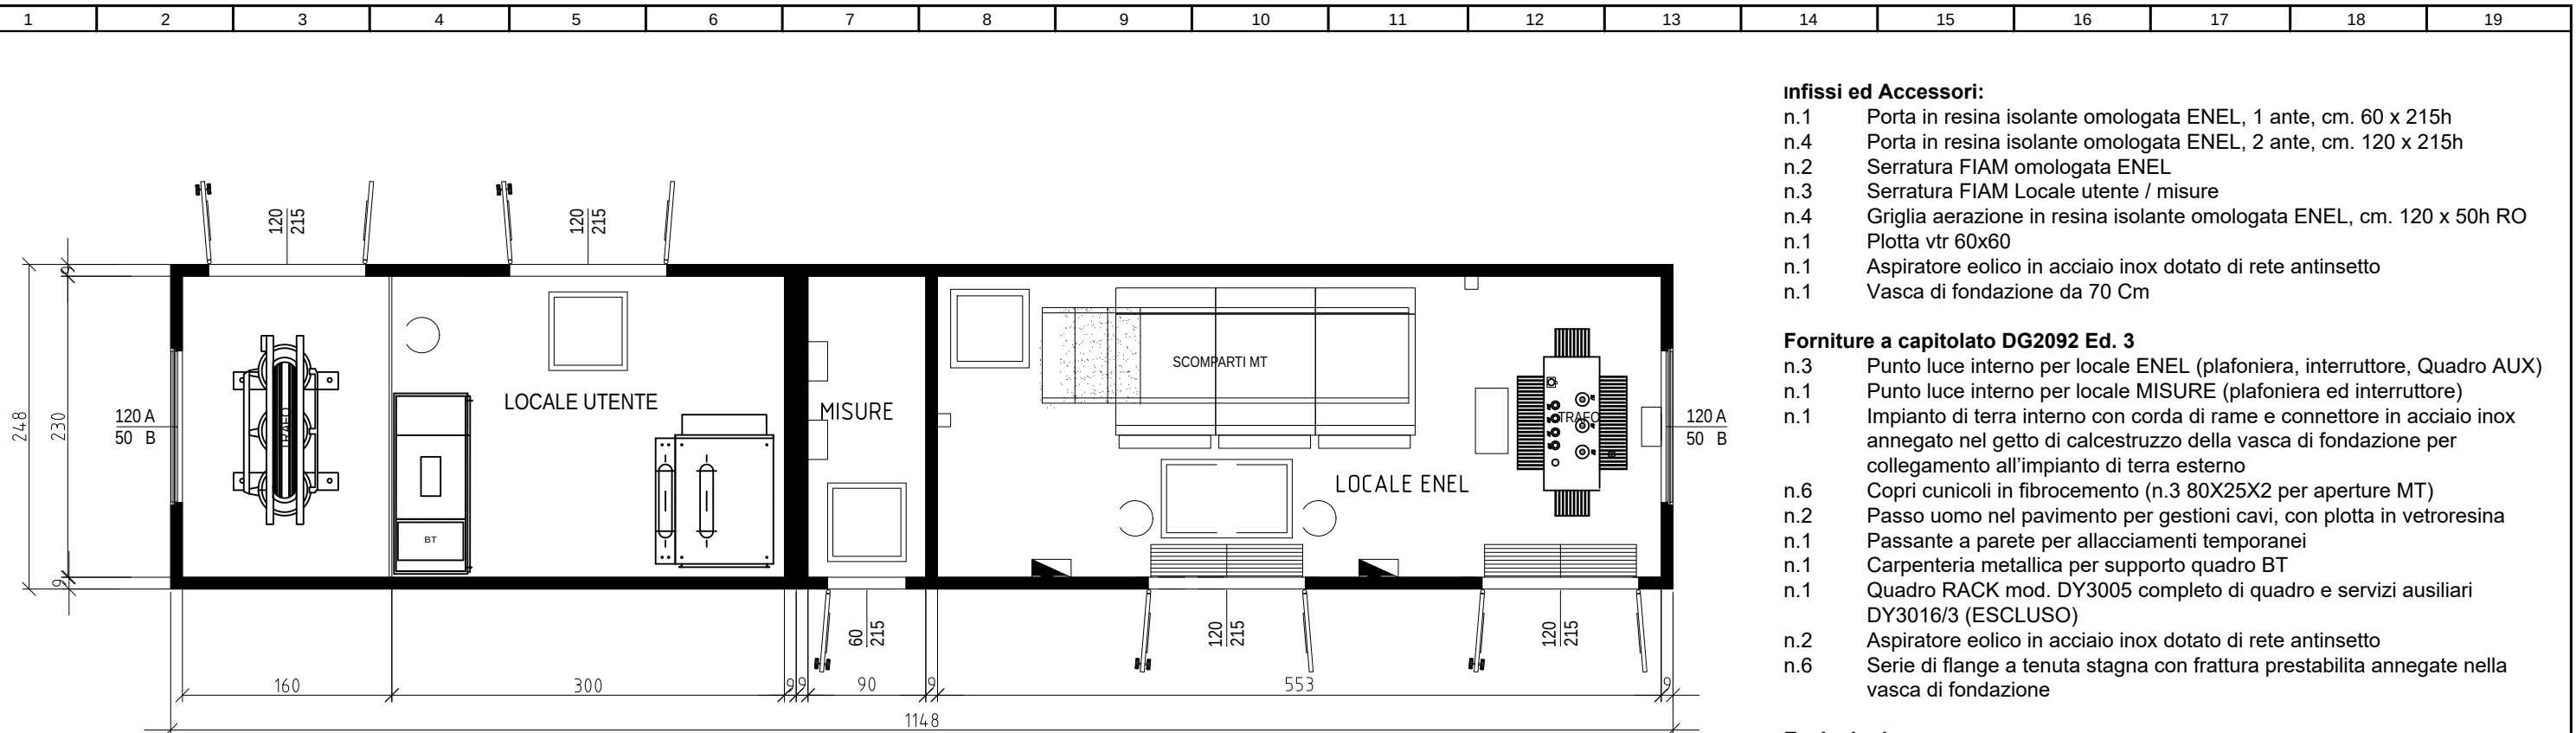 1 2 3 4 5 6 7 8 9 10 11 12 13 14 15 16 17 18 19
120
215
120
215
9
248
230
9
120 A
50 B
TRAFO
BT
LOCALE UTENTE
MISURE
SCOMPARTI MT
LOCALE ENEL
TRAFO
120 A
50 B
60
215
120
215
120
215
160 300 9 9 90 9 553 9
1148
Infissi ed Accessori:
n.1 Porta in resina isolante omologata ENEL, 1 ante, cm. 60 x 215h
n.4 Porta in resina isolante omologata ENEL, 2 ante, cm. 120 x 215h
n.2 Serratura FIAM omologata ENEL
n.3 Serratura FIAM Locale utente / misure
n.4 Griglia aerazione in resina isolante omologata ENEL, cm. 120 x 50h RO
n.1 Plotta vtr 60x60
n.1 Aspiratore eolico in acciaio inox dotato di rete antinsetto
n.1 Vasca di fondazione da 70 Cm
Forniture a capitolato DG2092 Ed. 3
n.3 Punto luce interno per locale ENEL (plafoniera, interruttore, Quadro AUX)
n.1 Punto luce interno per locale MISURE (plafoniera ed interruttore)
n.1 Impianto di terra interno con corda di rame e connettore in acciaio inox
annegato nel getto di calcestruzzo della vasca di fondazione per
collegamento all'impianto di terra esterno
n.6 Copri cunicoli in fibrocemento (n.3 80X25X2 per aperture MT)
n.2 Passo uomo nel pavimento per gestioni cavi, con plotta in vetroresina
n.1 Passante a parete per allacciamenti temporanei
n.1 Carpenteria metallica per supporto quadro BT
n.1 Quadro RACK mod. DY3005 completo di quadro e servizi ausiliari
DY3016/3 (ESCLUSO)
n.2 Aspiratore eolico in acciaio inox dotato di rete antinsetto
n.6 Serie di flange a tenuta stagna con frattura prestabilita annegate nella
vasca di fondazione